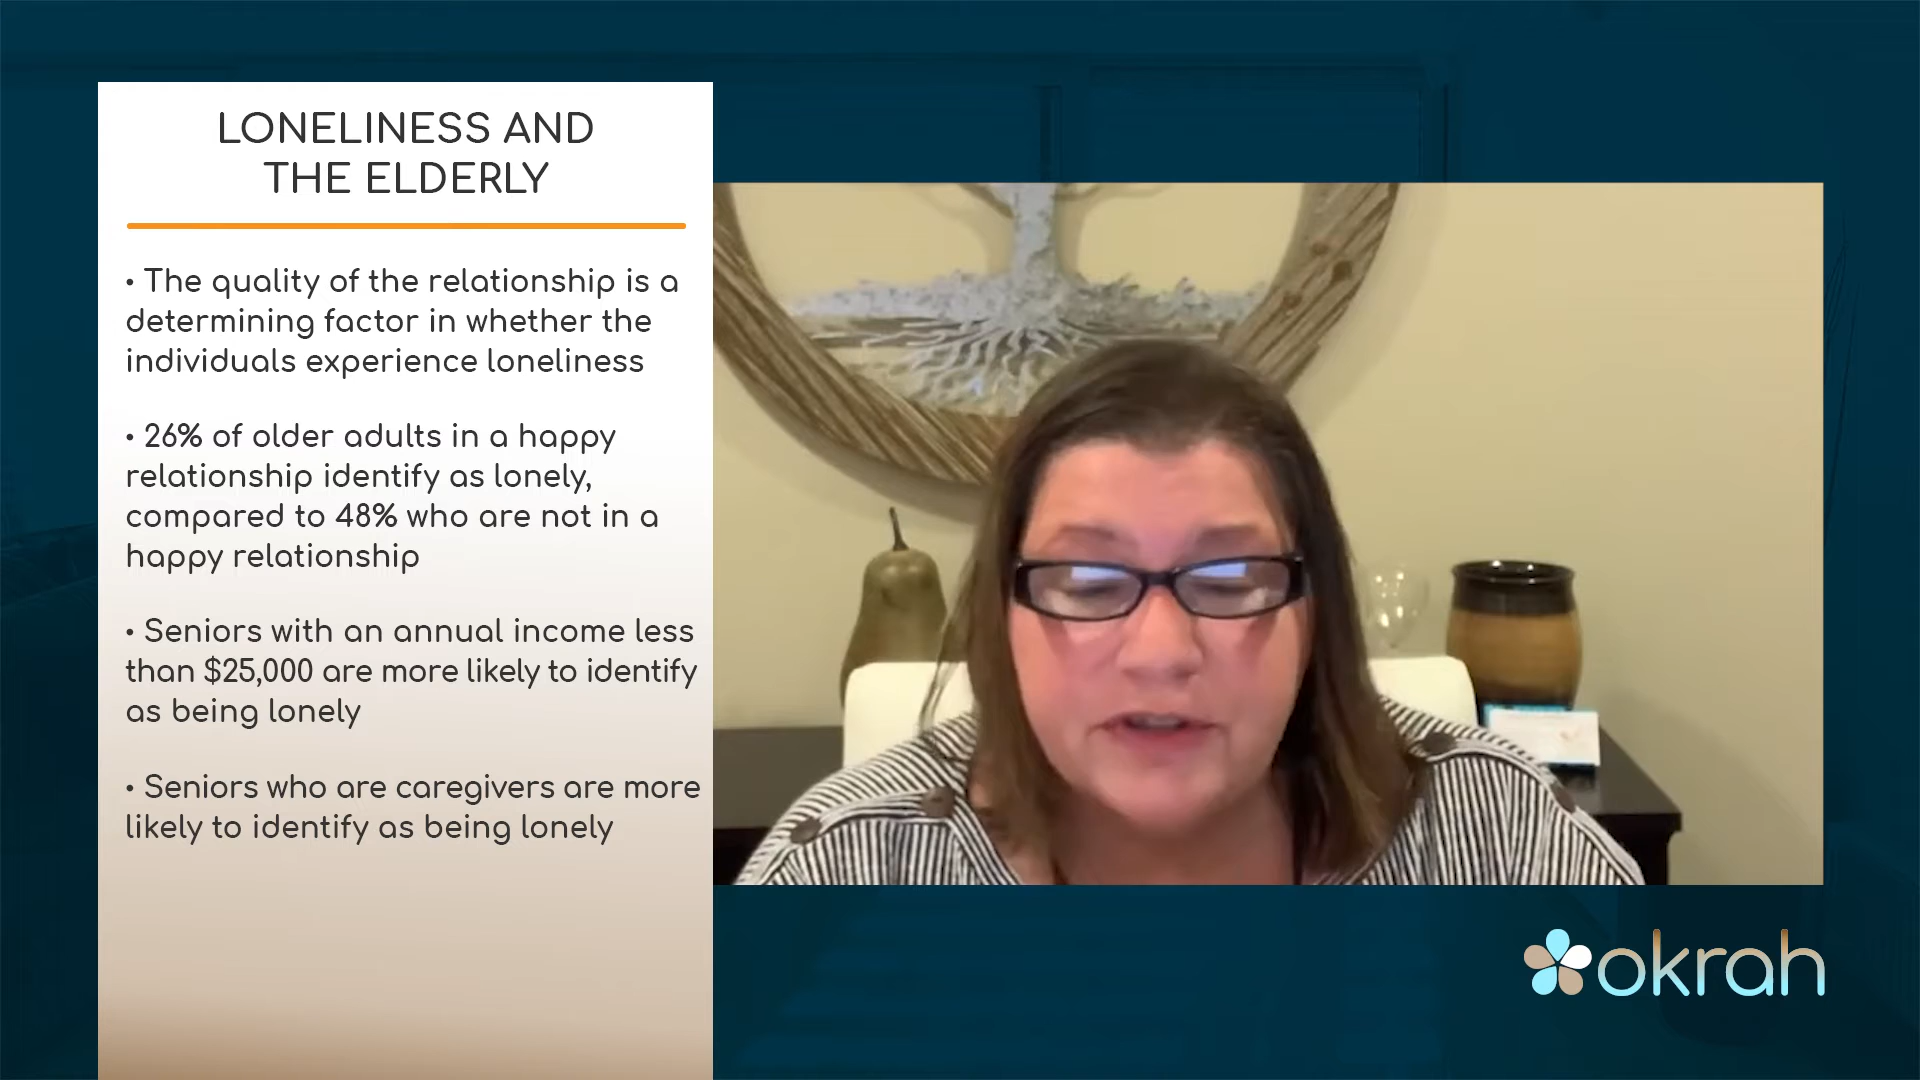 LONELINESS AND
THE ELDERLY
• The quality of the relationship is a
determining factor in whether the
individuals experience loneliness
• 26% of older adults in a happy
relationship identify as lonely,
compared to 48% who are not in a
happy relationship
• Seniors with an annual income less
than $25,000 are more likely to identify
as being lonely
• Seniors who are caregivers are more
likely to identify as being lonely
okrah